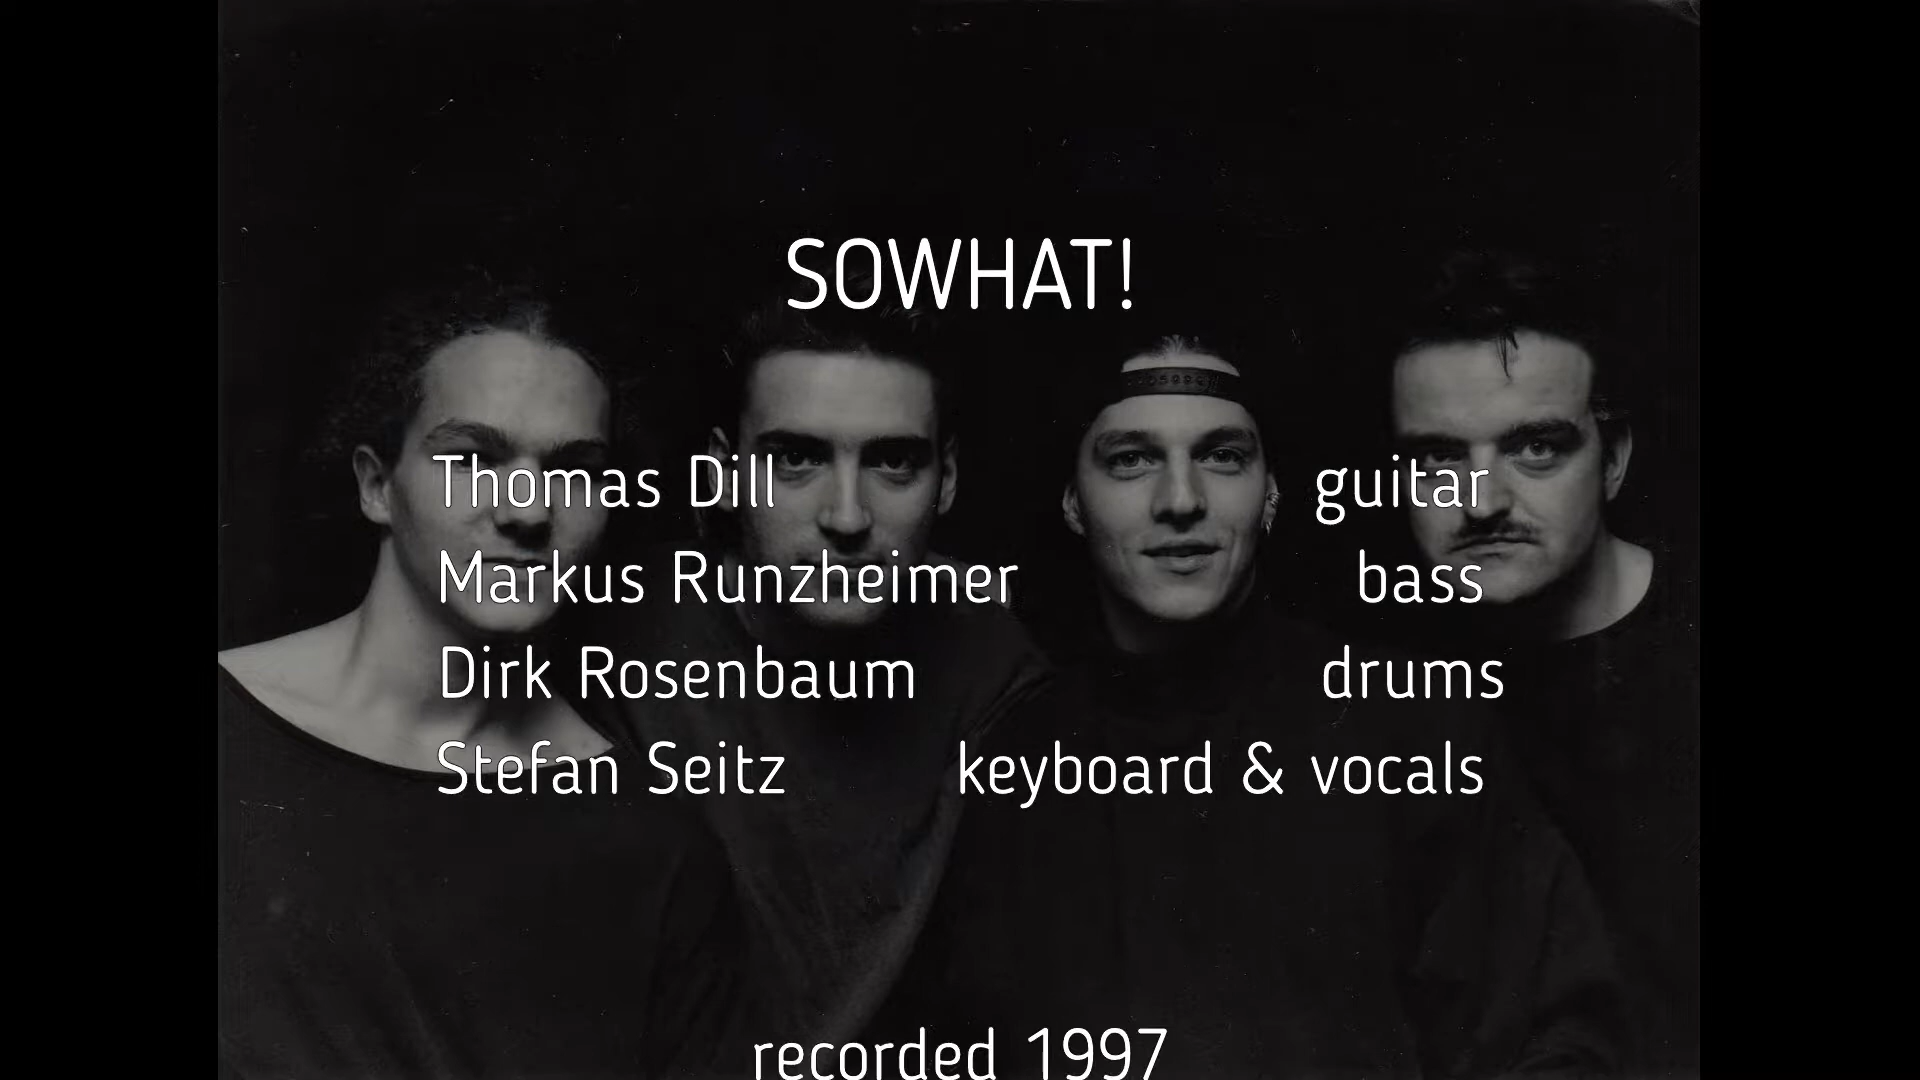 SOWHAT!
Thomas Dill guitar
Markus Runzheimer bass
Dirk Rosenbaum drums
Stefan Seitz keyboard & vocals
recorded 1997